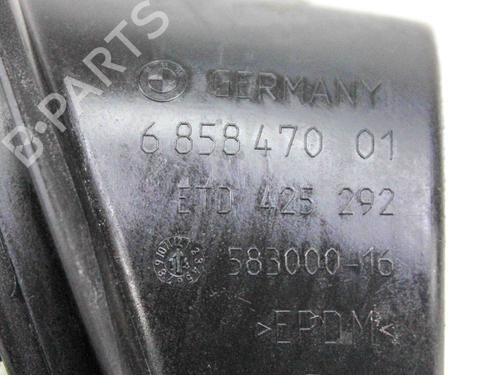 B-PARTS
GERMANY
6 858 470 01
ETD 425 292
583000-16
>EPDM<